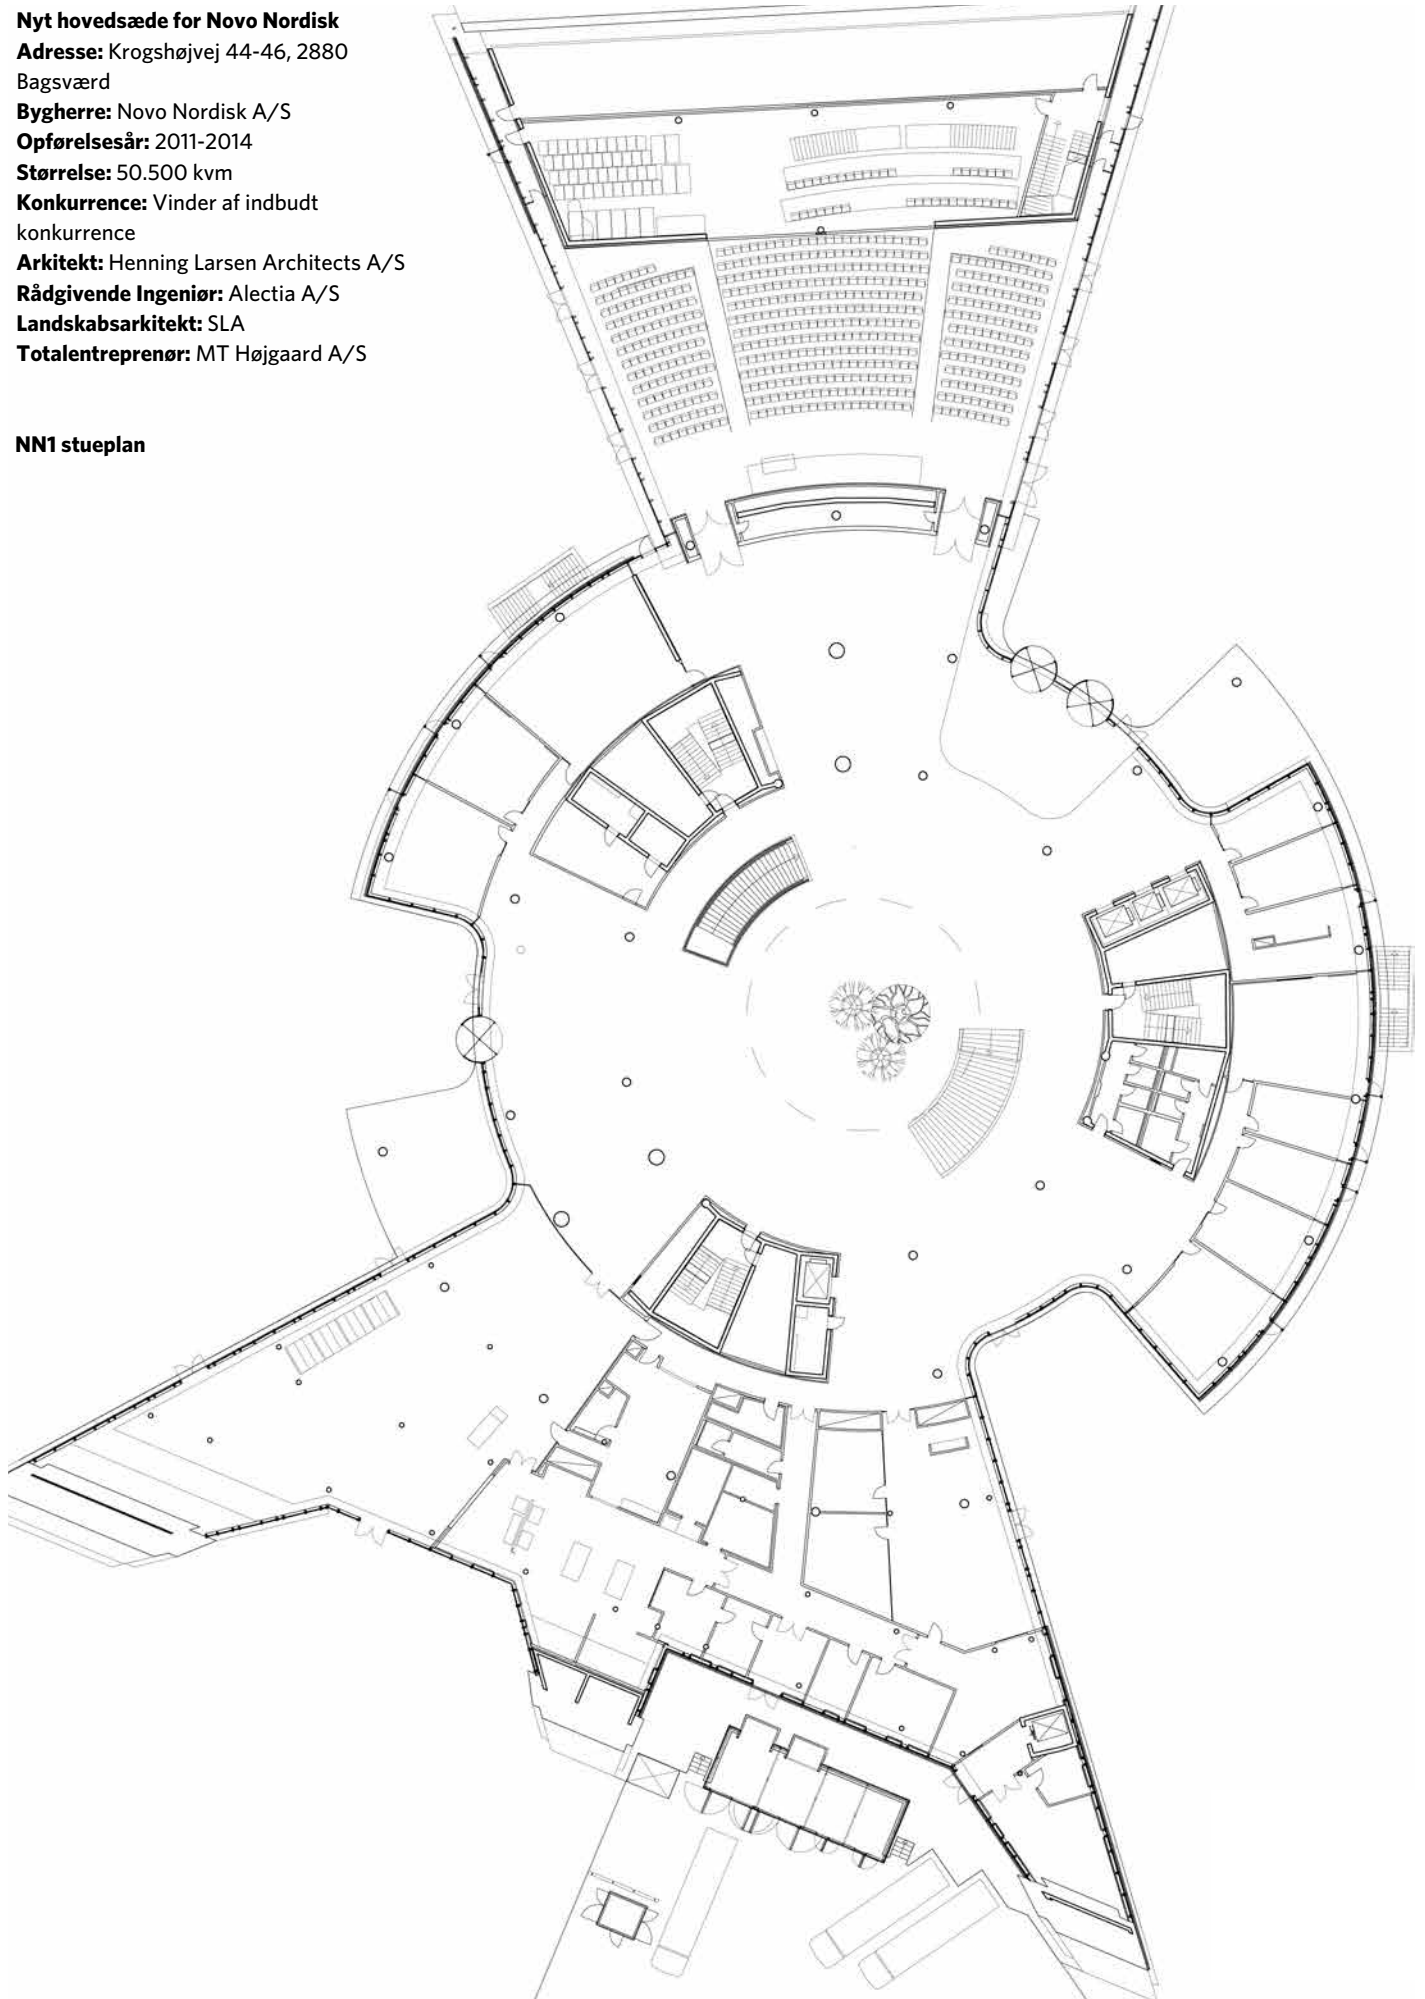 Nyt hovedsæde for Novo Nordisk
Adresse: Krogshøjvej 44-46, 2880
Bagsværd
Bygherre: Novo Nordisk A/S
Opførelsesår: 2011-2014
Størrelse: 50.500 kvm
Konkurrence: Vinder af indbudt
konkurrence
Arkitekt: Henning Larsen Architects A/S
Rådgivende Ingeniør: Alectia A/S
Landskabsarkitekt: SLA
Totalentreprenør: MT Højgaard A/S
NN1 stueplan